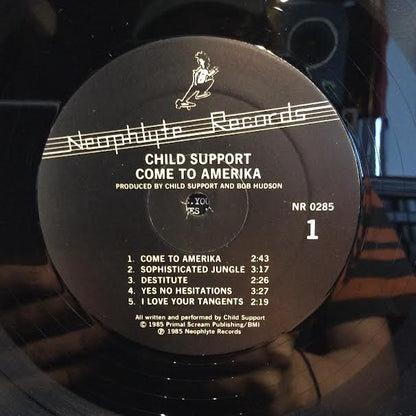 Neophlyte Records
CHILD SUPPORT
COME TO AMERIKA
PRODUCED BY CHILD SUPPORT AND BOB HUDSON
NR 0285
1
1. COME TO AMERIKA 2:43
2. SOPHISTICATED JUNGLE 3:17
3. DESTITUTE 2:26
4. YES NO HESITATIONS 3:27
5. I LOVE YOUR TANGENTS 2:19
All written and performed by Child Support
© 1985 Primal Scream Publishing/BMI
℗ 1985 Neophlyte Records